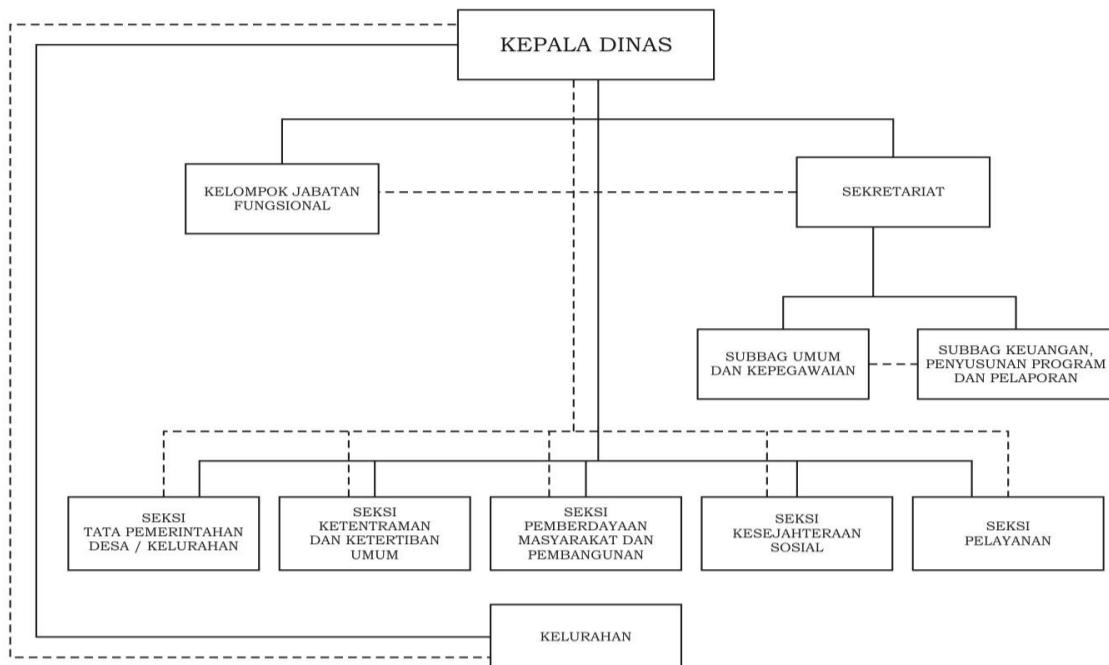 KEPALA DINAS
KELOMPOK JABATAN
FUNGSIONAL
SEKRETARIAT
SUBBAG UMUM
DAN KEPEGAWAIAN
SUBBAG KEUANGAN,
PENYUSUNAN PROGRAM
DAN PELAPORAN
SEKSI
TATA PEMERINTAHAN
DESA / KELURAHAN
SEKSI
KETENTRAMAN
DAN KETERTIBAN
UMUM
SEKSI
PEMBERDAYAAN
MASYARAKAT DAN
PEMBANGUNAN
SEKSI
KESEJAHTERAAN
SOSIAL
SEKSI
PELAYANAN
KELURAHAN